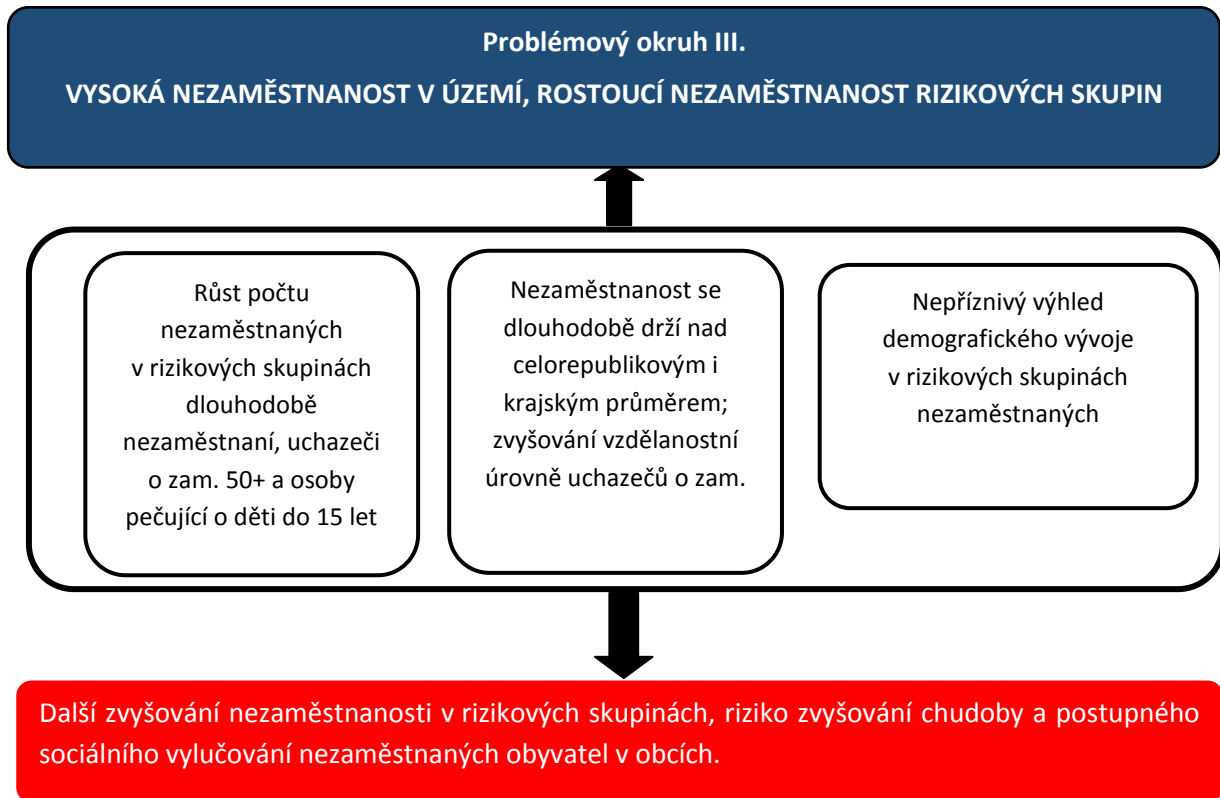 Problémový okruh III.
VYSOKÁ NEZAMĚSTNANOST V ÚZEMÍ, ROSTOUCÍ NEZAMĚSTNANOST RIZIKOVÝCH SKUPIN
Růst počtu
nezaměstnaných
v rizikových skupinách
dlouhodobě
nezaměstnaní, uchazeči
o zam. 50+ a osoby
pečující o děti do 15 let
Nezaměstnanost se
dlouhodobě drží nad
celorepublikovým i
krajským průměrem;
zvyšování vzdělanostní
úrovně uchazečů o zam.
Nepříznivý výhled
demografického vývoje
v rizikových skupinách
nezaměstnaných
Další zvyšování nezaměstnanosti v rizikových skupinách, riziko zvyšování chudoby a postupného
sociálního vylučování nezaměstnaných obyvatel v obcích.